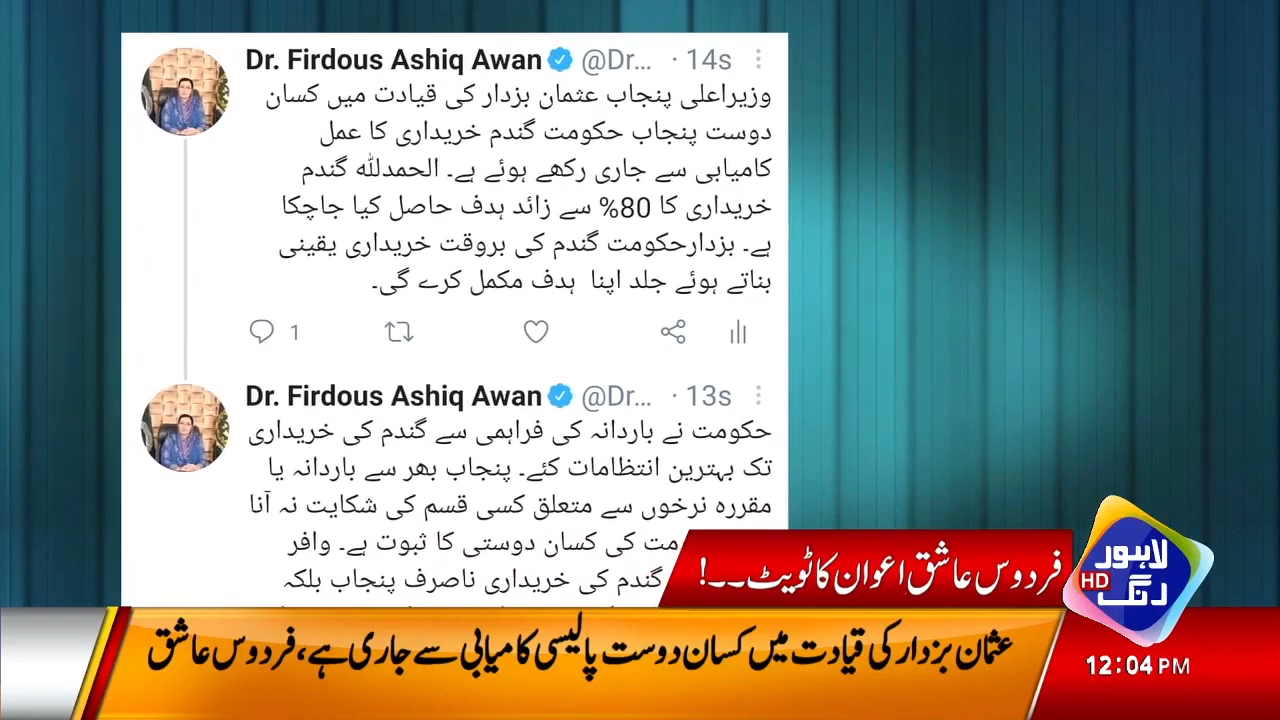 Dr. Firdous Ashiq Awan @Dr... · 14s
وزیراعلی پنجاب عثمان بزدار کی قیادت میں کسان
دوست پنجاب حکومت گندم خریداری کا عمل
کامیابی سے جاری رکھے ہوئے ہے۔ الحمدللّٰہ گندم
خریداری کا 80% سے زائد ہدف حاصل کیا جاچکا
ہے۔ بزدارحکومت گندم کی بروقت خریداری یقینی
بناتے ہوئے جلد اپنا ہدف مکمل کرے گی۔
1
Dr. Firdous Ashiq Awan @Dr... · 13s
حکومت نے باردانہ کی فراہمی سے گندم کی خریداری
تک بہترین انتظامات کئے۔ پنجاب بھر سے باردانہ یا
مقررہ نرخوں سے متعلق کسی قسم کی شکایت نہ آنا
مت کی کسان دوستی کا ثبوت ہے۔ وافر
گندم کی خریداری ناصرف پنجاب بلکہ
فردوس عاشق اعوان کا ٹویٹ۔۔!
لاہور
HD رنگ
عثمان بزدار کی قیادت میں کسان دوست پالیسی کامیابی سے جاری ہے، فردوس عاشق
12:04 PM